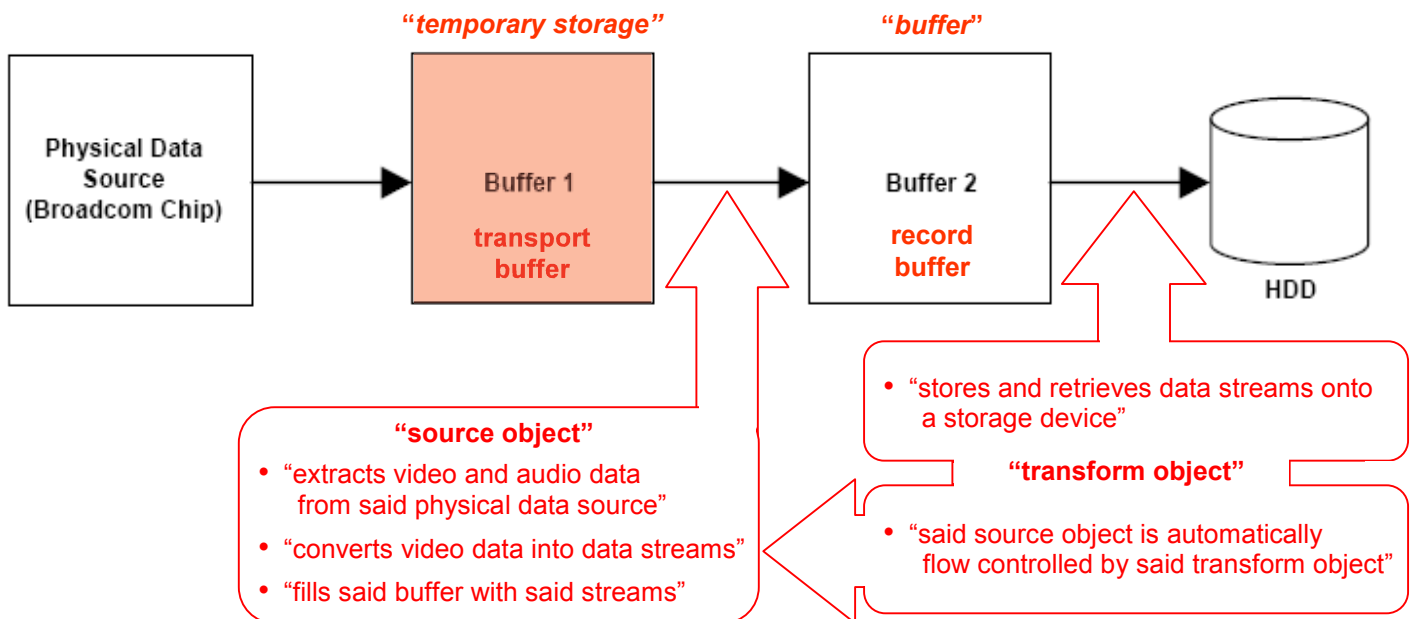 “temporary storage”
“buffer”
Physical Data
Source
(Broadcom Chip)
Buffer 1
transport
buffer
Buffer 2
record
buffer
HDD
“source object”
• “extracts video and audio data
from said physical data source”
• “converts video data into data streams”
• “fills said buffer with said streams”
• “stores and retrieves data streams onto
a storage device”
“transform object”
• “said source object is automatically
flow controlled by said transform object”